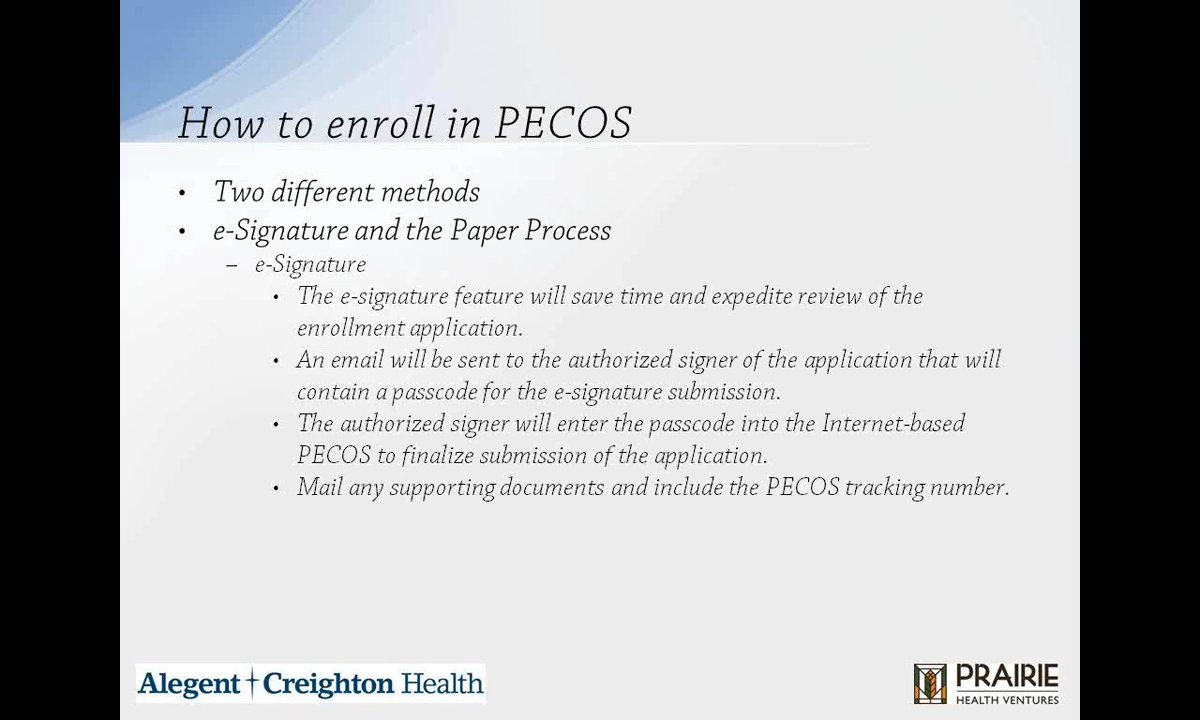 How to enroll in PECOS
• Two different methods
• e-Signature and the Paper Process
– e-Signature
• The e-signature feature will save time and expedite review of the
enrollment application.
• An email will be sent to the authorized signer of the application that will
contain a passcode for the e-signature submission.
• The authorized signer will enter the passcode into the Internet-based
PECOS to finalize submission of the application.
• Mail any supporting documents and include the PECOS tracking number.
Alegent Creighton Health
PRAIRIE
HEALTH VENTURES